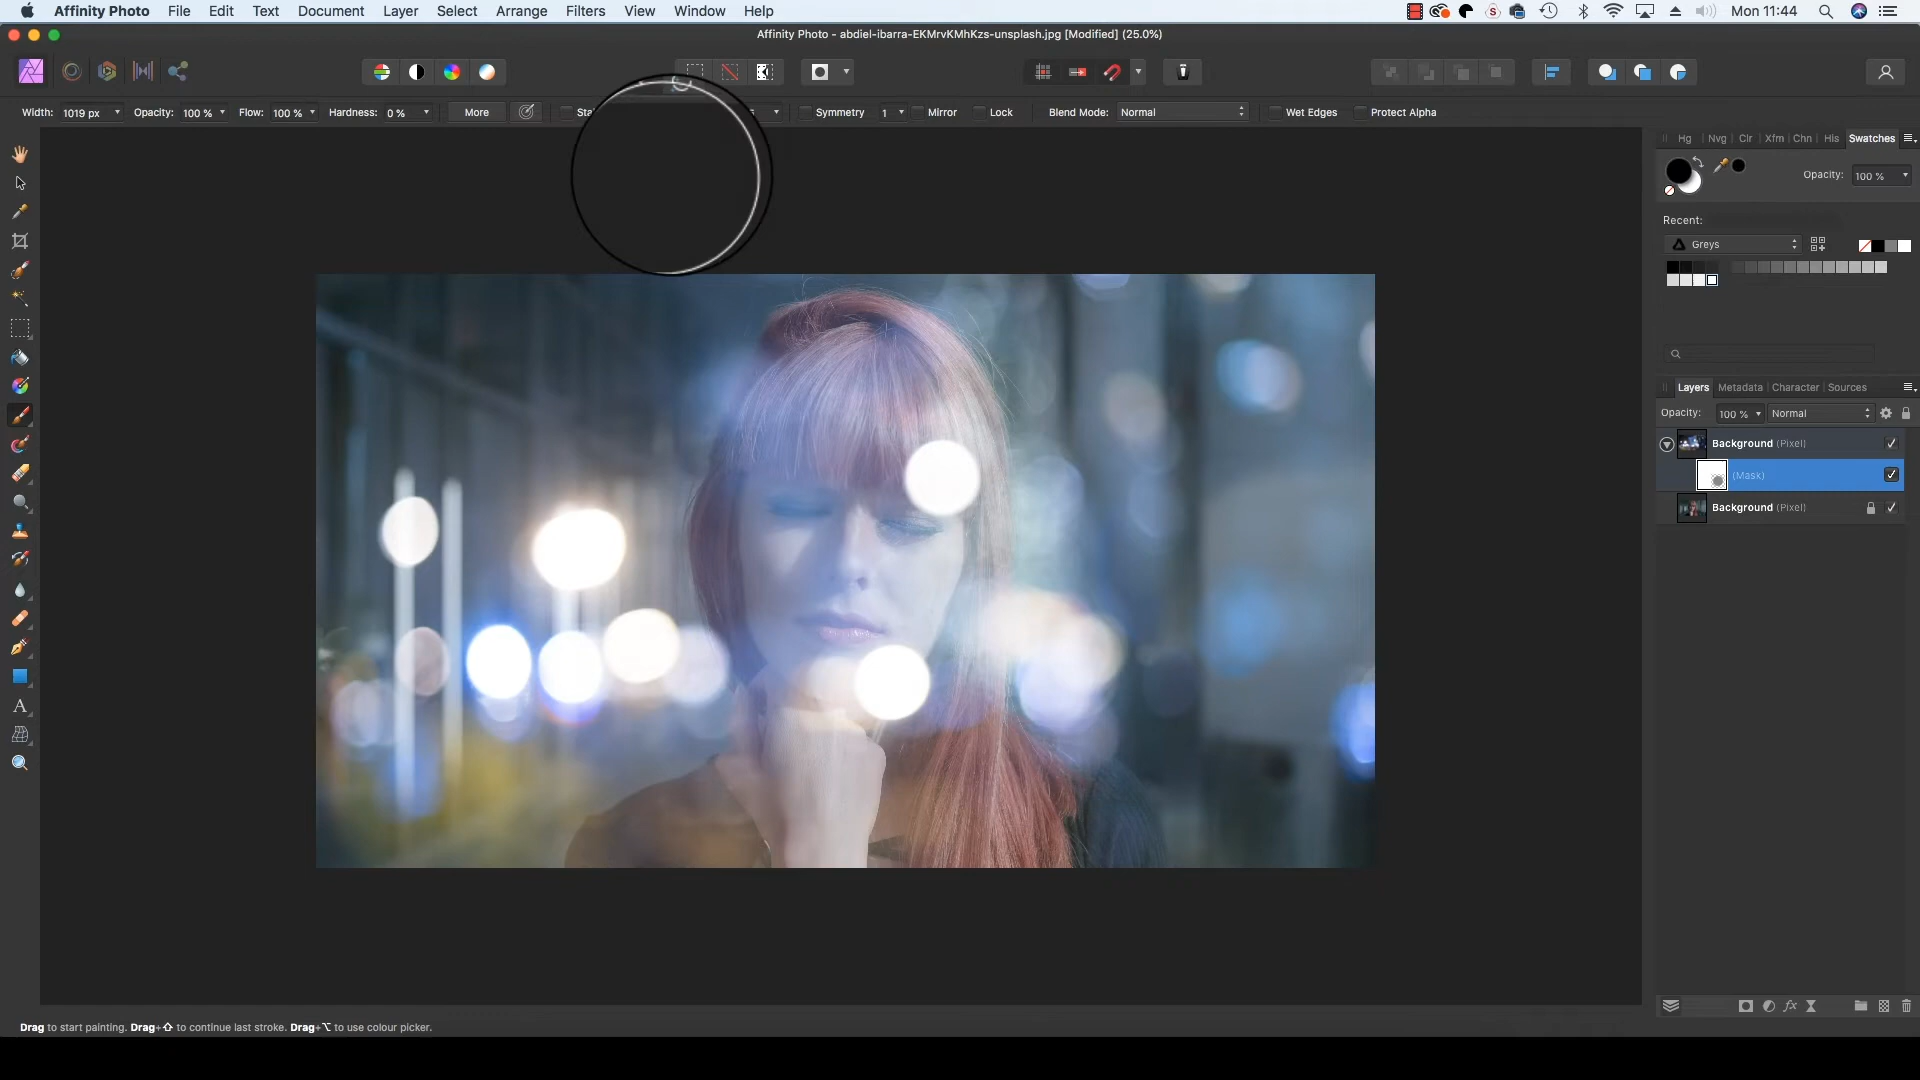 Affinity Photo File Edit Text Document Layer Select Arrange Filters View Window Help Mon 11:44
Affinity Photo - abdiel-ibarra-EKMrvKMhKzs-unsplash.jpg [Modified] (25.0%)
Width: 1019 px Opacity: 100 % Flow: 100 % Hardness: 0 % More Symmetry 1 Mirror Lock Blend Mode: Normal Wet Edges Protect Alpha
Hg Nvg Clr Xfm Chn His Swatches
Opacity: 100 %
Recent:
Greys
Layers Metadata Character Sources
Opacity: 100 % Normal
Background (Pixel)
(Mask)
Background (Pixel)
fx
Drag to start painting. Drag+⇧ to continue last stroke. Drag+⌥ to use colour picker.